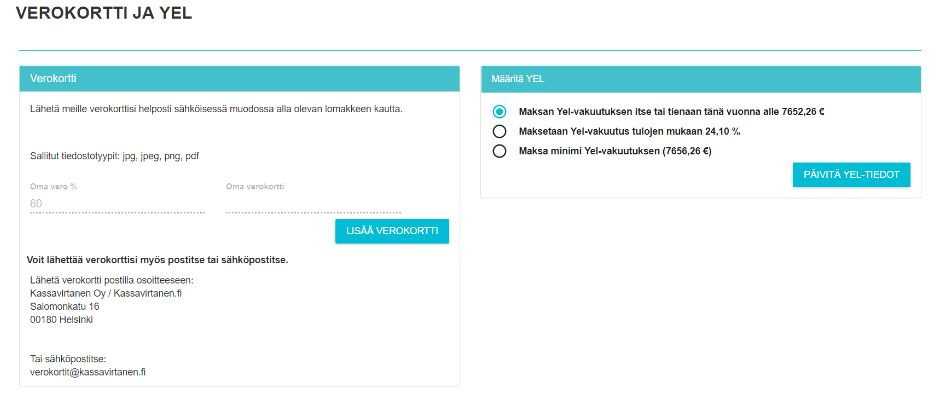 VEROKORTTI JA YEL
Verokortti
Lähetä meille verokorttisi helposti sähköisessä muodossa alla olevan lomakkeen kautta.
Sallitut tiedostotyypit: jpg, jpeg, png, pdf
Oma vero % Oma verokortti
60
LISÄÄ VEROKORTTI
Voit lähettää verokorttisi myös postitse tai sähköpostitse.
Lähetä verokortti postilla osoitteeseen:
Kassavirtanen Oy / Kassavirtanen.fi
Salomonkatu 16
00180 Helsinki
Tai sähköpostitse:
verokortit@kassavirtanen.fi
Määritä YEL
Maksan Yel-vakuutuksen itse tai tienaan tänä vuonna alle 7652,26 €
Maksetaan Yel-vakuutus tulojen mukaan 24,10 %
Maksa minimi Yel-vakuutuksen (7656,26 €)
PÄIVITÄ YEL-TIEDOT